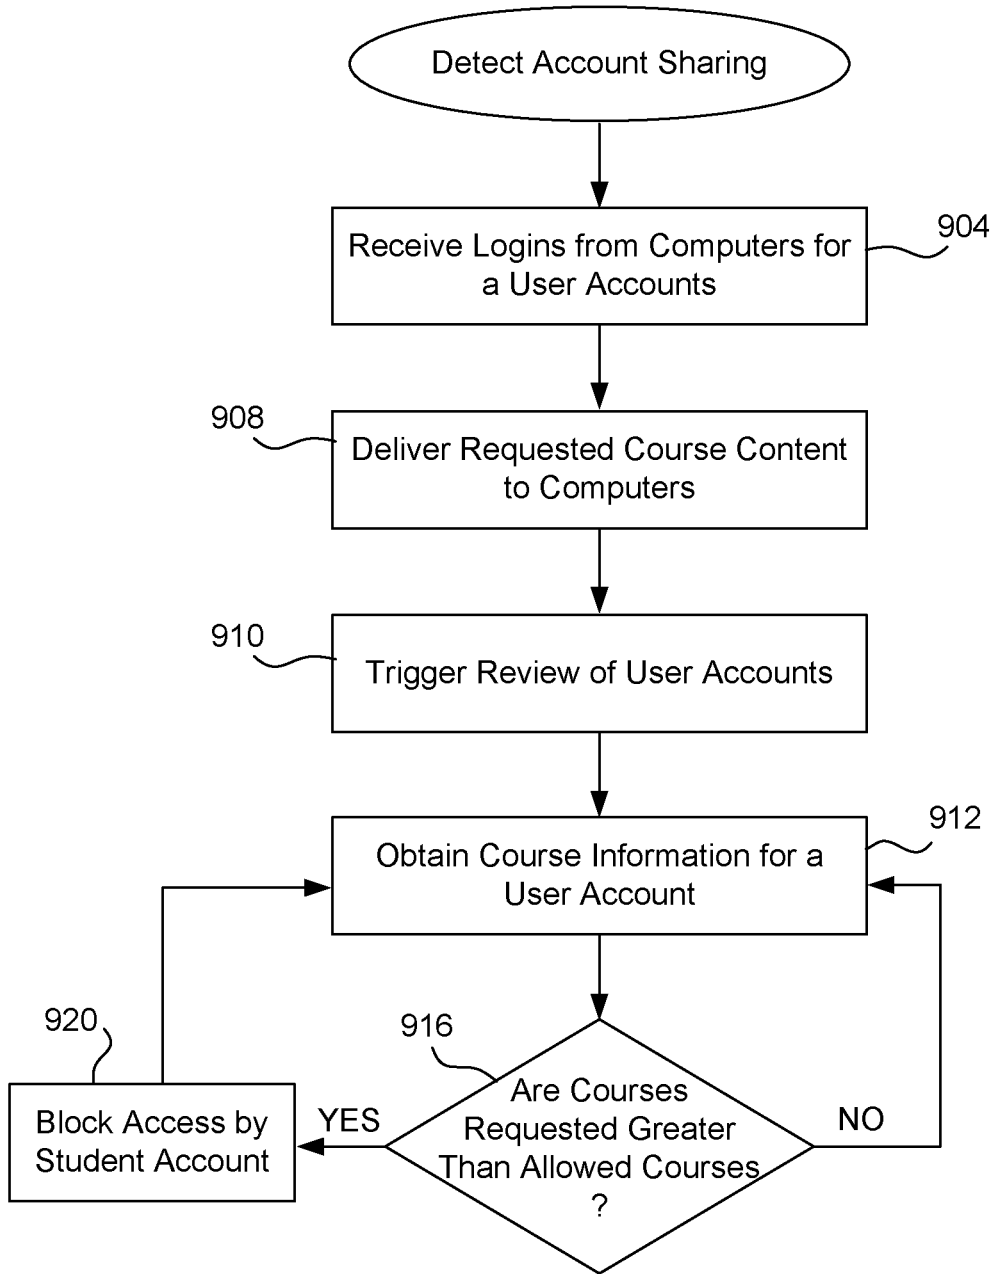 Detect Account Sharing
904
Receive Logins from Computers for
a User Accounts
908
Deliver Requested Course Content
to Computers
910
Trigger Review of User Accounts
912
Obtain Course Information for a
User Account
920
916
Are Courses
Requested Greater
Than Allowed Courses
?
YES
NO
Block Access by
Student Account